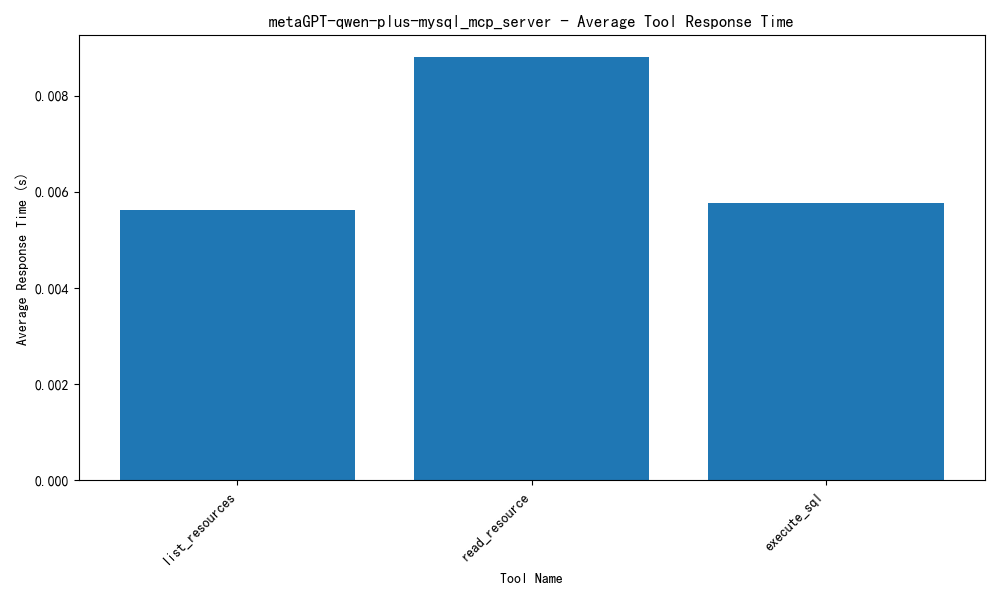 metaGPT-qwen-plus-mysql_mcp_server - Average Tool Response Time
0.008
0.006
0.004
0.002
0.000
Average Response Time (s)
list_resources
read_resource
execute_sql
Tool Name